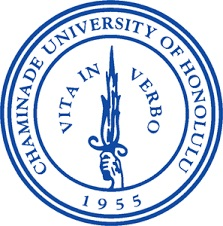 CHAMINADE UNIVERSITY OF HONOLULU
VITA IN VERBO
1955